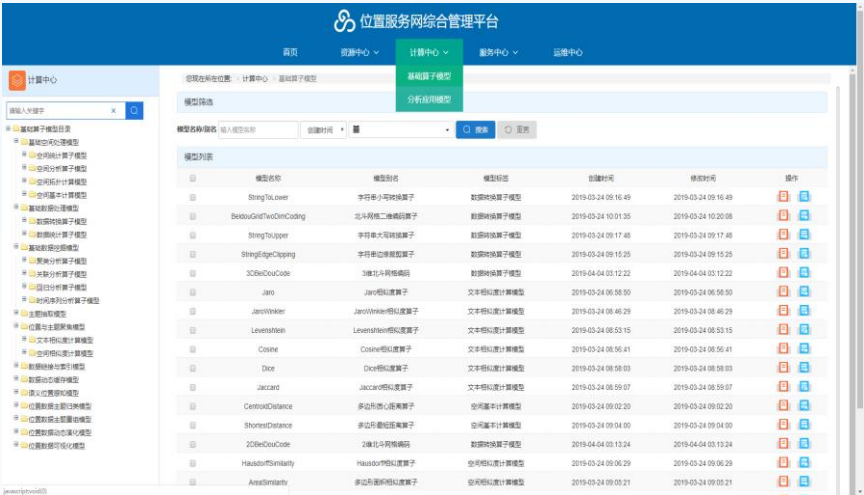 位置服务网综合管理平台
首页 资源中心 计算中心 服务中心 运维中心
基础算子模型
分析应用模型
计算中心
请输入关键字
基础算子模型目录
基础空间处理模型
空间统计算子模型
空间分析算子模型
空间拓扑计算模型
空间基本计算模型
基础数据处理模型
数据转换算子模型
数据统计算子模型
基础数据挖掘模型
聚类分析算子模型
关联分析算子模型
回归分析算子模型
时间序列分析算子模型
主题抽取模型
位置与主题聚焦模型
文本相似度计算模型
空间相似度计算模型
数据链接与索引模型
数据动态缓存模型
语义位置感知模型
位置数据主题归类模型
位置数据主题重组模型
位置数据动态演化模型
位置数据可视化模型
您现在所在位置: 计算中心 基础算子模型
模型筛选
模型名称/别名 输入模型名称 创建时间 搜索 重置
模型列表
模型名称 模型别名 模型标签 创建时间 修改时间 操作
StringToLower 字符串小写转换算子 数据转换算子模型 2019-03-24 09:16:49 2019-03-24 09:16:49
BeidouGridTwoDimCoding 北斗网格二维编码算子 数据转换算子模型 2019-03-24 10:01:35 2019-03-24 10:20:08
StringToUpper 字符串大写转换算子 数据转换算子模型 2019-03-24 09:17:48 2019-03-24 09:17:48
StringEdgeClipping 字符串边缘裁剪算子 数据转换算子模型 2019-03-24 09:15:25 2019-03-24 09:15:25
3DBeiDouCode 3维北斗网格编码 数据转换算子模型 2019-04-04 03:12:22 2019-04-04 03:12:22
Jaro Jaro相似度算子 文本相似度计算模型 2019-03-24 06:58:50 2019-03-24 06:58:50
JaroWinkler JaroWinkler相似度算子 文本相似度计算模型 2019-03-24 08:46:29 2019-03-24 08:46:29
Levenshtein Levenshtein相似度算子 文本相似度计算模型 2019-03-24 08:53:15 2019-03-24 08:53:15
Cosine Cosine相似度算子 文本相似度计算模型 2019-03-24 08:56:41 2019-03-24 08:56:41
Dice Dice相似度算子 文本相似度计算模型 2019-03-24 08:58:03 2019-03-24 08:58:03
Jaccard Jaccard相似度算子 文本相似度计算模型 2019-03-24 08:59:07 2019-03-24 08:59:07
CentroidDistance 多边形质心距离算子 空间基本计算模型 2019-03-24 09:02:20 2019-03-24 09:02:20
ShortestDistance 多边形最短距离算子 空间基本计算模型 2019-03-24 09:04:00 2019-03-24 09:04:00
2DBeiDouCode 2维北斗网格编码 数据转换算子模型 2019-04-04 03:13:24 2019-04-04 03:13:24
HausdorffSimilarity Hausdorff相似度算子 空间相似度计算模型 2019-03-24 09:06:29 2019-03-24 09:06:29
AreaSimilarity 多边形面积相似度算子 空间相似度计算模型 2019-03-24 09:05:21 2019-03-24 09:05:21
javascript:void(0);